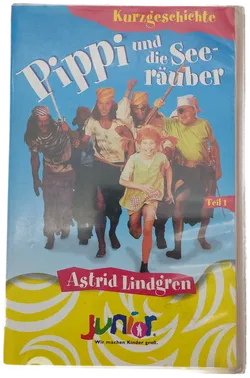 Kurzgeschichte
Pippi und
die See-
räuber
Teil 1
Astrid Lindgren
junior
Wir machen Kinder groß.